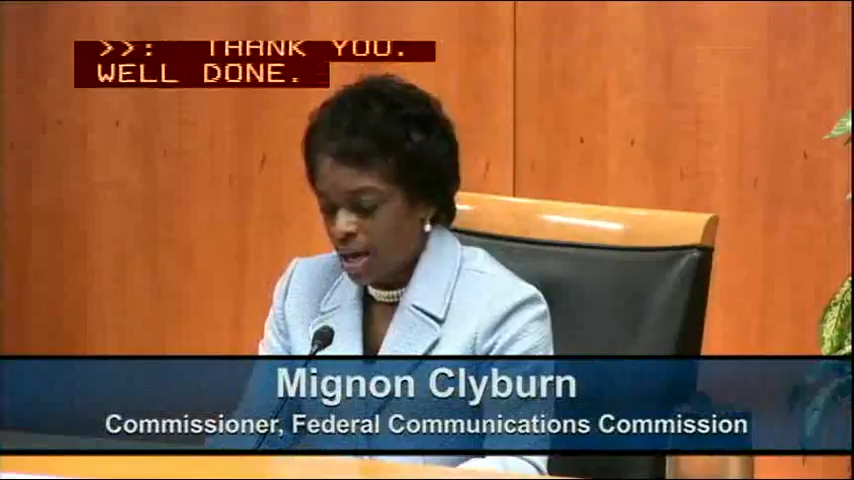 >>: THANK YOU.
WELL DONE.
Mignon Clyburn
Commissioner, Federal Communications Commission